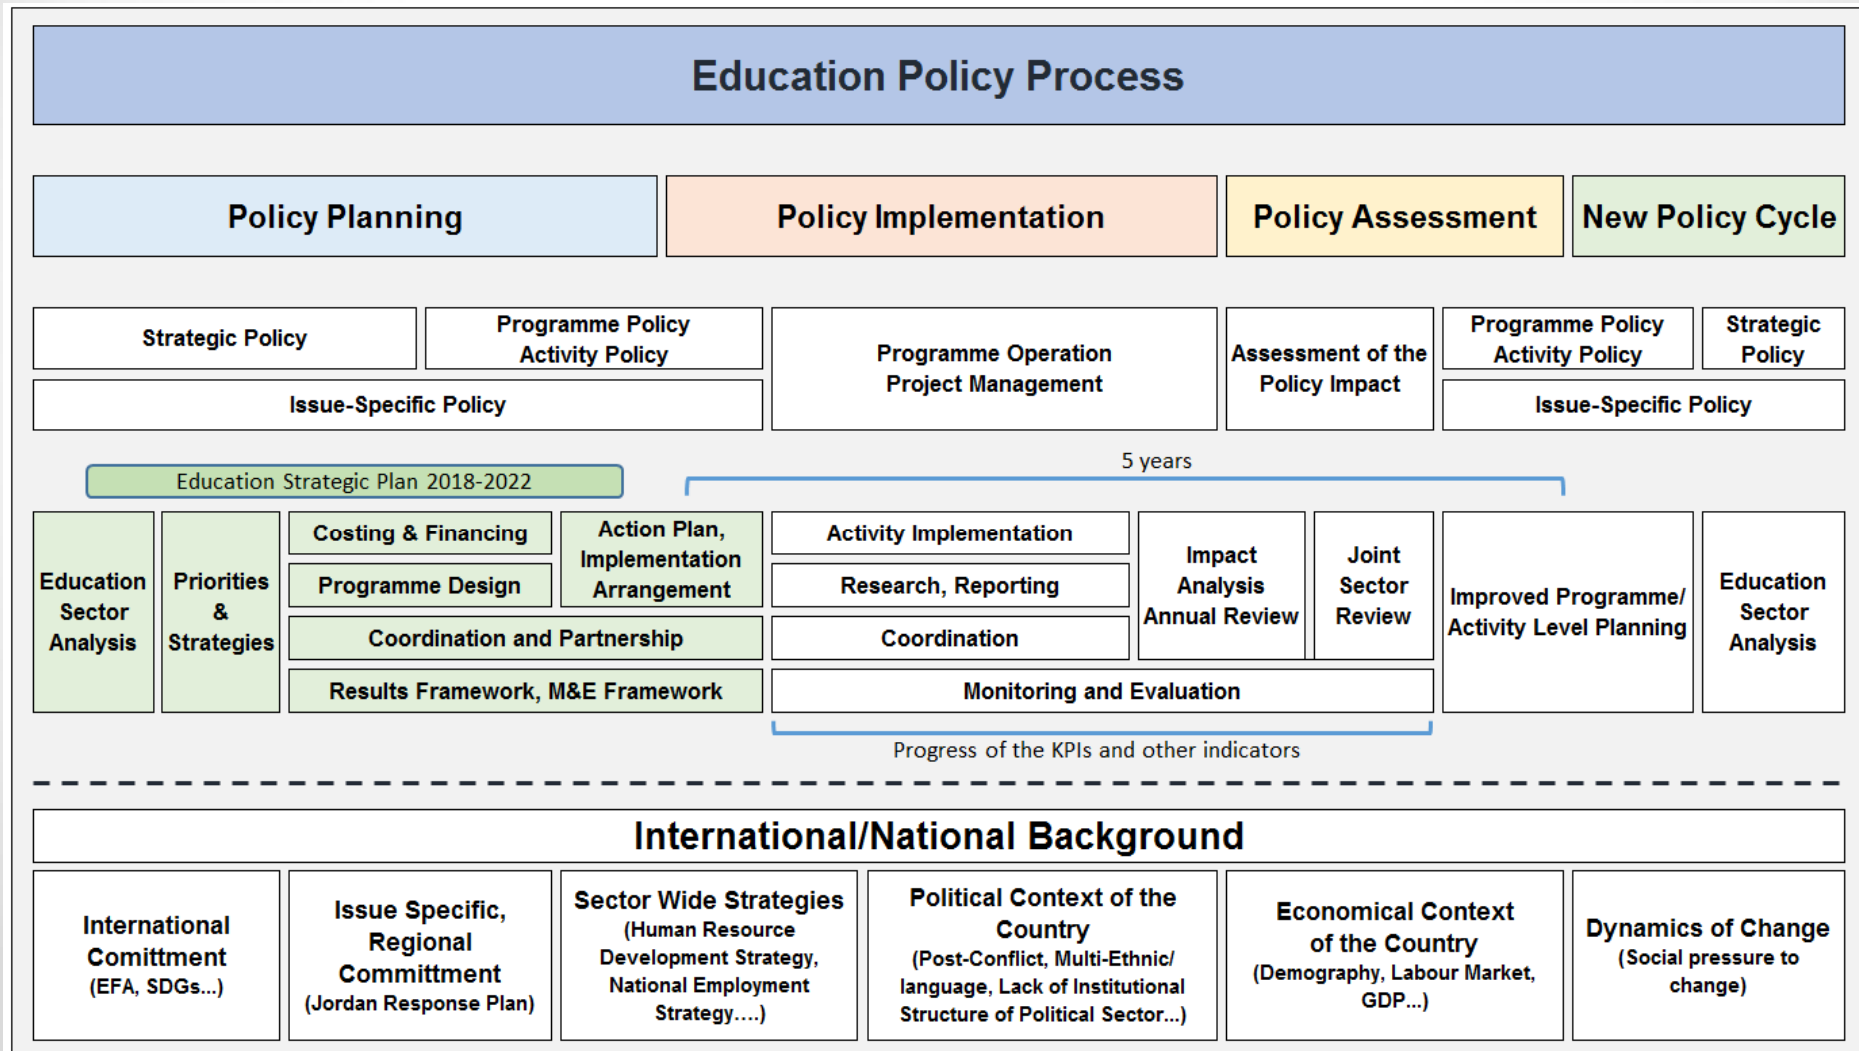 Education Policy Process
Policy Planning
Policy Implementation
Policy Assessment
New Policy Cycle
Strategic Policy
Programme Policy
Activity Policy
Issue-Specific Policy
Programme Operation
Project Management
Assessment of the
Policy Impact
Programme Policy
Activity Policy
Strategic
Policy
Issue-Specific Policy
Education Strategic Plan 2018-2022
5 years
Education
Sector
Analysis
Priorities
&
Strategies
Costing & Financing
Programme Design
Action Plan,
Implementation
Arrangement
Coordination and Partnership
Results Framework, M&E Framework
Activity Implementation
Research, Reporting
Coordination
Impact
Analysis
Annual Review
Joint
Sector
Review
Monitoring and Evaluation
Improved Programme/
Activity Level Planning
Education
Sector
Analysis
Progress of the KPIs and other indicators
International/National Background
International
Comittment
(EFA, SDGs...)
Issue Specific,
Regional
Committment
(Jordan Response Plan)
Sector Wide Strategies
(Human Resource
Development Strategy,
National Employment
Strategy....)
Political Context of the
Country
(Post-Conflict, Multi-Ethnic/
language, Lack of Institutional
Structure of Political Sector...)
Economical Context
of the Country
(Demography, Labour Market,
GDP...)
Dynamics of Change
(Social pressure to
change)